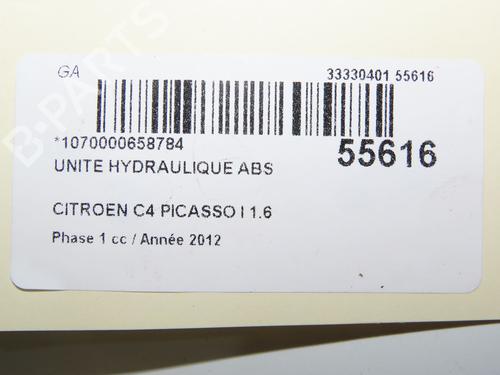 GA
33330401 55616
*1070000658784
55616
UNITE HYDRAULIQUE ABS
CITROEN C4 PICASSO I 1.6
Phase 1 cc / Année 2012
B-PARTS